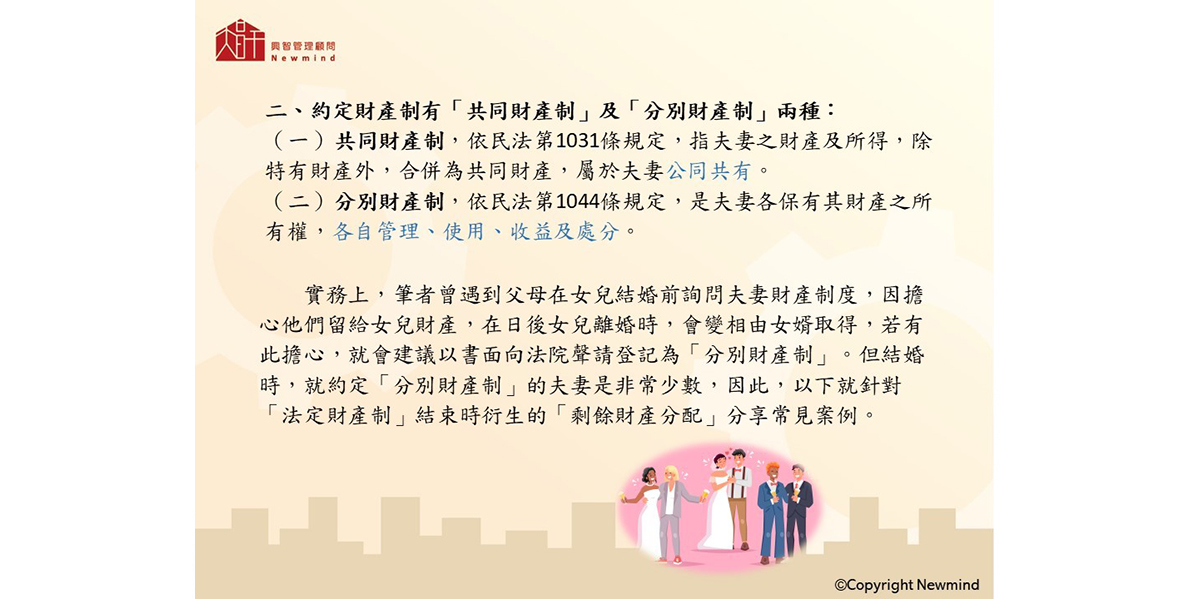 興智管理顧問
Newmind
二、約定財產制有「共同財產制」及「分別財產制」兩種：
（一）共同財產制，依民法第1031條規定，指夫妻之財產及所得，除
特有財產外，合併為共同財產，屬於夫妻公同共有。
（二）分別財產制，依民法第1044條規定，是夫妻各保有其財產之所
有權，各自管理、使用、收益及處分。
實務上，筆者曾遇到父母在女兒結婚前詢問夫妻財產制度，因擔
心他們留給女兒財產，在日後女兒離婚時，會變相由女婿取得，若有
此擔心，就會建議以書面向法院聲請登記為「分別財產制」。但結婚
時，就約定「分別財產制」的夫妻是非常少數，因此，以下就針對
「法定財產制」結束時衍生的「剩餘財產分配」分享常見案例。
©Copyright Newmind